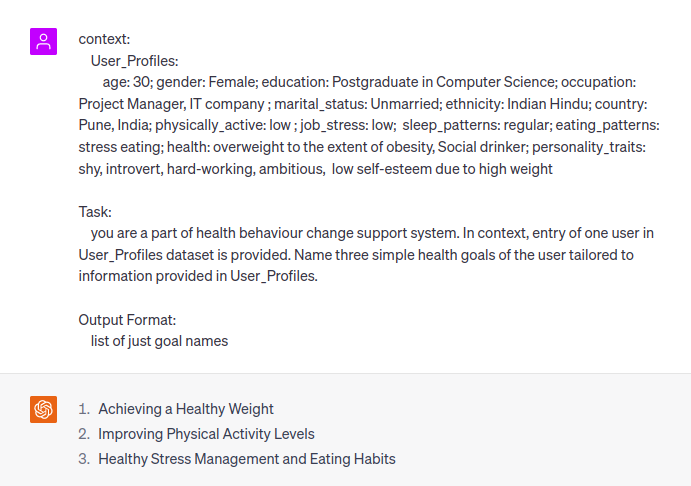 context:
User_Profiles:
age: 30; gender: Female; education: Postgraduate in Computer Science; occupation:
Project Manager, IT company ; marital_status: Unmarried; ethnicity: Indian Hindu; country:
Pune, India; physically_active: low ; job_stress: low;  sleep_patterns: regular; eating_patterns:
stress eating; health: overweight to the extent of obesity, Social drinker; personality_traits:
shy, introvert, hard-working, ambitious,  low self-esteem due to high weight
Task:
you are a part of health behaviour change support system. In context, entry of one user in
User_Profiles dataset is provided. Name three simple health goals of the user tailored to
information provided in User_Profiles.
Output Format:
list of just goal names
1. Achieving a Healthy Weight
2. Improving Physical Activity Levels
3. Healthy Stress Management and Eating Habits